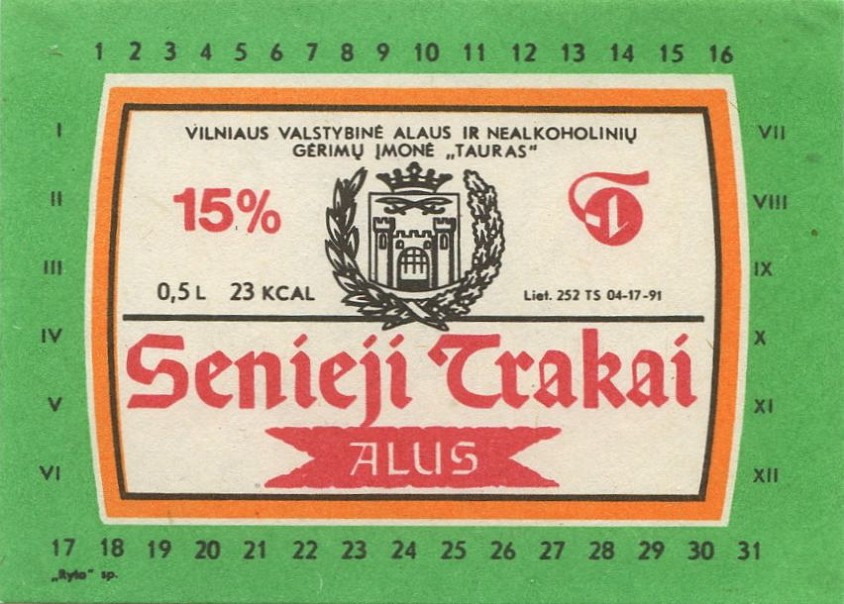 1 2 3 4 5 6 7 8 9 10 11 12 13 14 15 16
VILNIAUS VALSTYBINĖ ALAUS IR NEALKOHOLINIŲ
GĖRIMŲ ĮMONĖ „TAURAS"
15%
0,5 L 23 KCAL
Liet. 252 TS 04-17-91
Senieji Trakai
ALUS
I
II
III
IV
V
VI
VII
VIII
IX
X
XI
XII
17 18 19 20 21 22 23 24 25 26 27 28 29 30 31
„Ryto" sp.